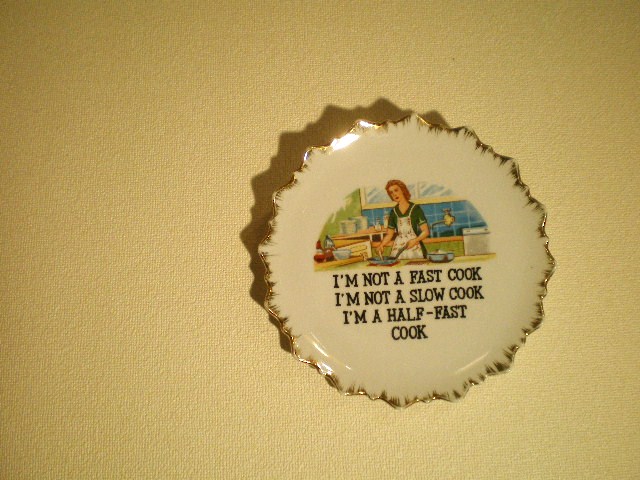 I'M NOT A FAST COOK
I'M NOT A SLOW COOK
I'M A HALF-FAST
COOK